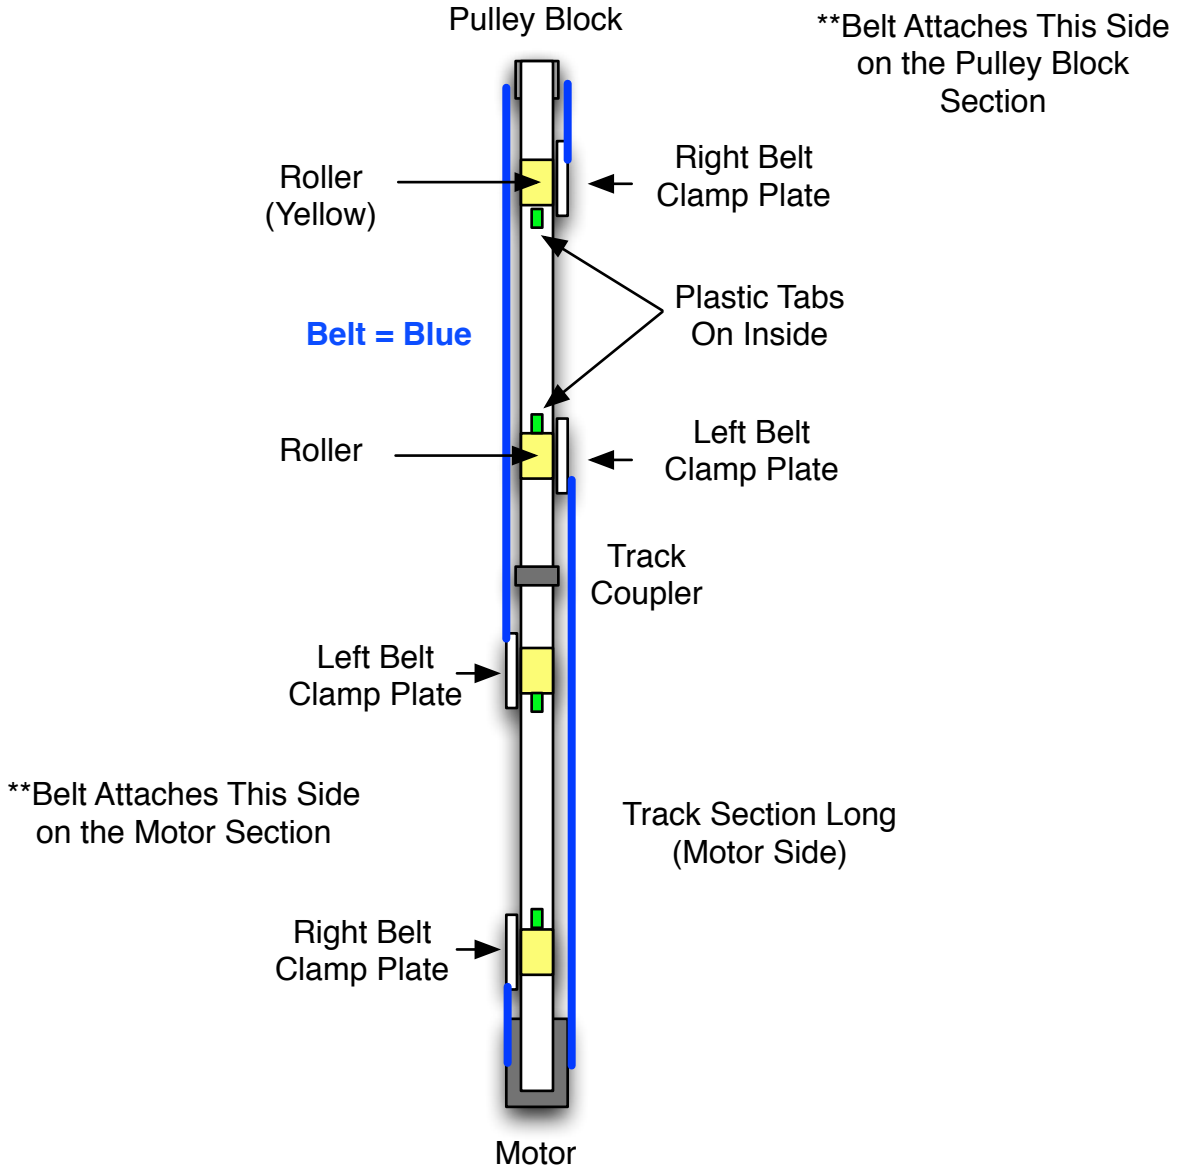 Pulley Block
**Belt Attaches This Side
on the Pulley Block
Section
Right Belt
Clamp Plate
Roller
(Yellow)
Plastic Tabs
On Inside
Belt = Blue
Left Belt
Clamp Plate
Roller
Track
Coupler
Left Belt
Clamp Plate
**Belt Attaches This Side
on the Motor Section
Track Section Long
(Motor Side)
Right Belt
Clamp Plate
Motor